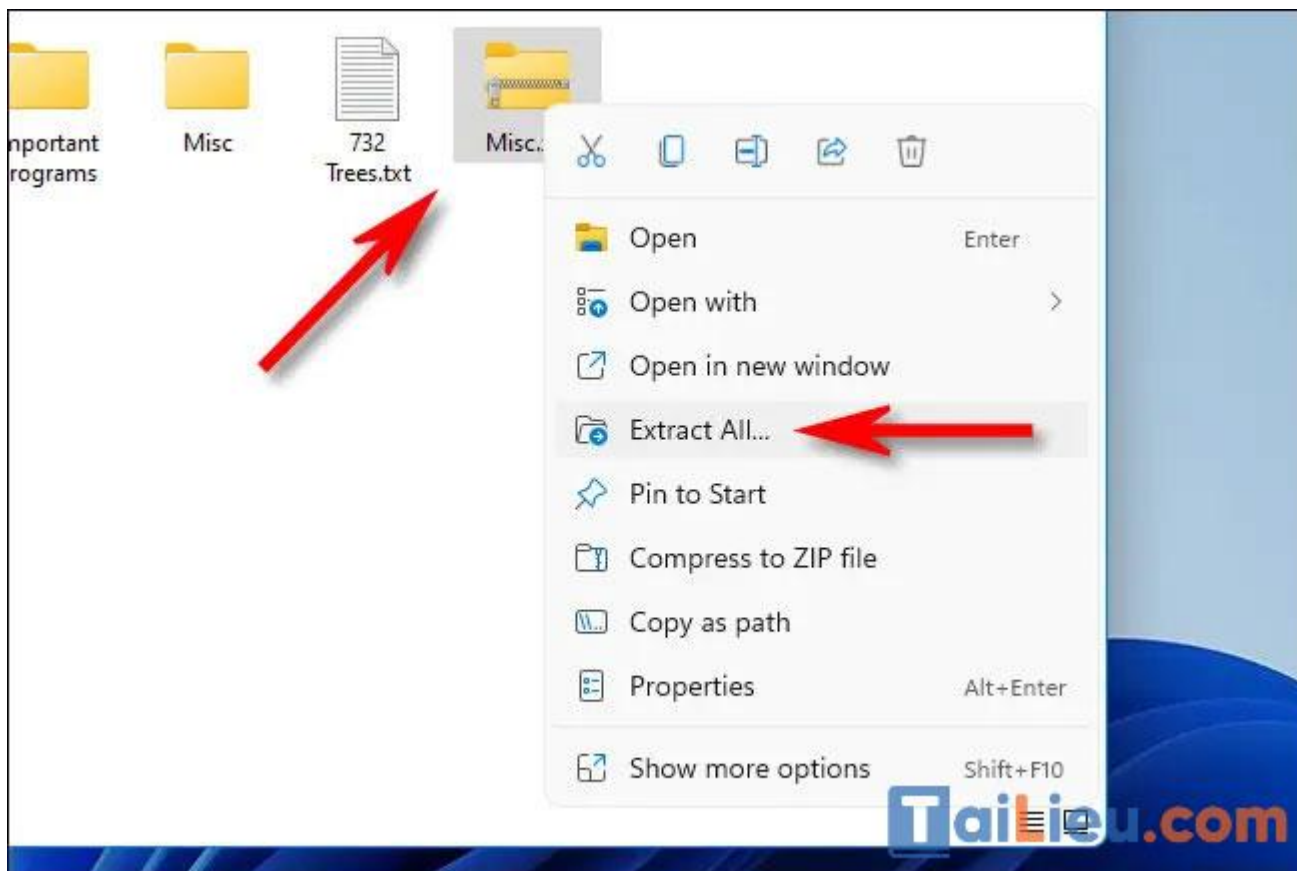 mportant
rograms
Misc
732
Trees.txt
Misc.
Open Enter
Open with
Open in new window
Extract All...
Pin to Start
Compress to ZIP file
Copy as path
Properties Alt+Enter
Show more options Shift+F10
TaiLieu.com